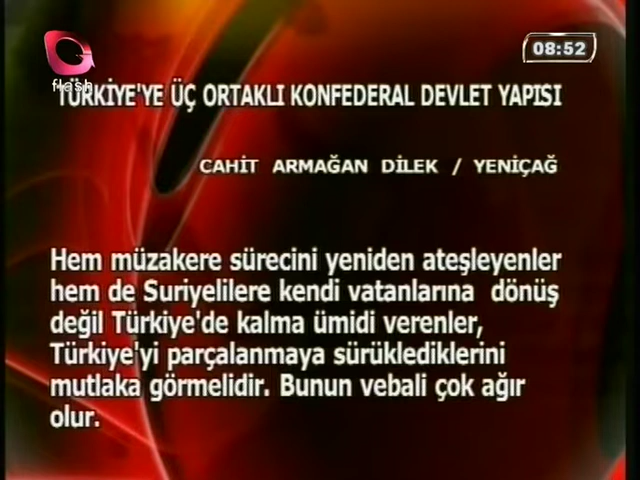 08:52
flash
TÜRKİYE'YE ÜÇ ORTAKLI KONFEDERAL DEVLET YAPISI
CAHİT ARMAĞAN DİLEK / YENİÇAĞ
Hem müzakere sürecini yeniden ateşleyenler
hem de Suriyelilere kendi vatanlarına dönüş
değil Türkiye'de kalma ümidi verenler,
Türkiye'yi parçalanmaya sürüklediklerini
mutlaka görmelidir. Bunun vebali çok ağır
olur.